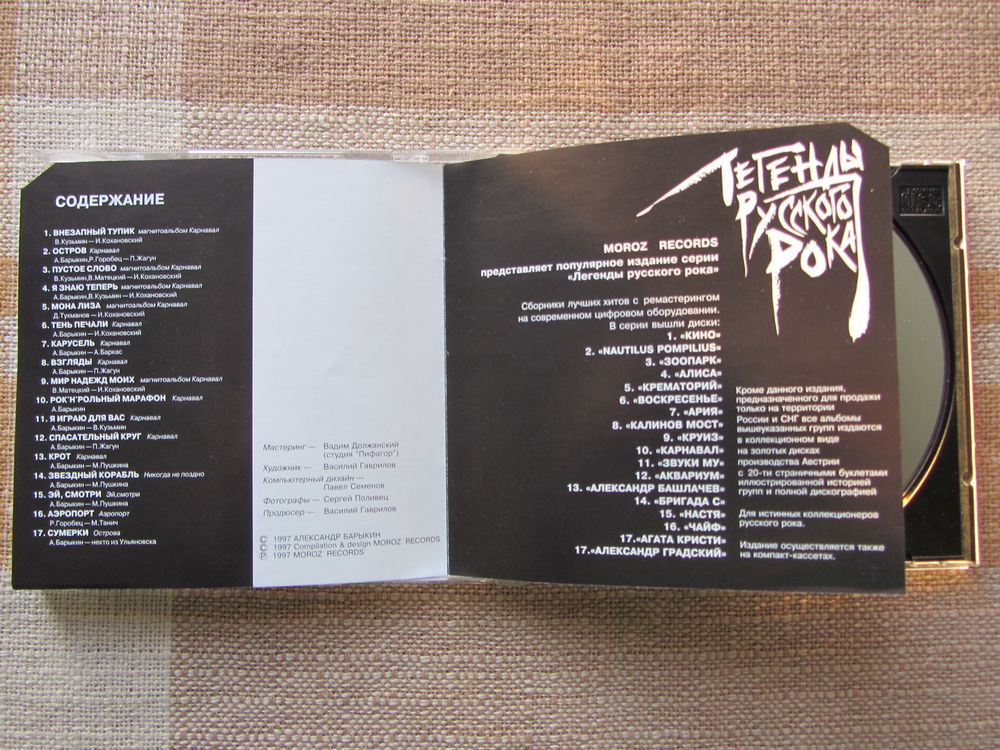 СОДЕРЖАНИЕ
1. ВНЕЗАПНЫЙ ТУПИК магнитоальбом Карнавал
В.Кузьмин — И.Кохановский
2. ОСТРОВ Карнавал
А.Барыкин,Р.Горобец — П.Жагун
3. ПУСТОЕ СЛОВО магнитоальбом Карнавал
В.Кузьмин,В.Матецкий — И.Кохановский
4. Я ЗНАЮ ТЕПЕРЬ магнитоальбом Карнавал
А.Барыкин,В.Кузьмин — И.Кохановский
5. МОНА ЛИЗА магнитоальбом Карнавал
Д.Тухманов — И.Кохановский
6. ТЕНЬ ПЕЧАЛИ Карнавал
А.Барыкин — И.Кохановский
7. КАРУСЕЛЬ Карнавал
А.Барыкин — А.Баркас
8. ВЗГЛЯДЫ Карнавал
А.Барыкин — П.Жагун
9. МИР НАДЕЖД МОИХ магнитоальбом Карнавал
В.Матецкий — И.Кохановский
10. РОК'Н'РОЛЬНЫЙ МАРАФОН Карнавал
А.Барыкин
11. Я ИГРАЮ ДЛЯ ВАС Карнавал
А.Барыкин — В.Кузьмин
12. СПАСАТЕЛЬНЫЙ КРУГ Карнавал
А.Барыкин — П.Жагун
13. КРОТ Карнавал
А.Барыкин — М.Пушкина
14. ЗВЕЗДНЫЙ КОРАБЛЬ Никогда не поздно
А.Барыкин — М.Пушкина
15. ЭЙ, СМОТРИ Эй,смотри
А.Барыкин — М.Пушкина
16. АЭРОПОРТ Аэропорт
Р.Горобец — М.Танич
17. СУМЕРКИ Острова
А.Барыкин — некто из Ульяновска
Мастеринг — Вадим Должанский
(студия "Пифагор")
Художник — Василий Гаврилов
Компьютерный дизайн —
Павел Семенов
Фотографы — Сергей Поливец
Продюсер — Василий Гаврилов
© 1997 АЛЕКСАНДР БАРЫКИН
© 1997 Compilation & design MOROZ RECORDS
℗ 1997 MOROZ RECORDS
ЛЕГЕНДЫ
РУССКОГО
РОКА
MOROZ RECORDS
представляет популярное издание серии
«Легенды русского рока»
Сборники лучших хитов с ремастерингом
на современном цифровом оборудовании.
В серии вышли диски:
1. «КИНО»
2. «NAUTILUS POMPILIUS»
3. «ЗООПАРК»
4. «АЛИСА»
5. «КРЕМАТОРИЙ»
6. «ВОСКРЕСЕНЬЕ»
7. «АРИЯ»
8. «КАЛИНОВ МОСТ»
9. «КРУИЗ»
10. «КАРНАВАЛ»
11. «ЗВУКИ МУ»
12. «АКВАРИУМ»
13. «АЛЕКСАНДР БАШЛАЧЕВ»
14. «БРИГАДА С»
15. «НАСТЯ»
16. «ЧАЙФ»
17.«АГАТА КРИСТИ»
17.«АЛЕКСАНДР ГРАДСКИЙ»
Кроме данного издания,
предназначенного для продажи
только на территории
России и СНГ все альбомы
вышеуказанных групп издаются
в коллекционном виде
на золотых дисках
производства Австрии
с 20-ти страничными буклетами
иллюстрированной историей
групп и полной дискографией
Для истинных коллекционеров
русского рока.
Издание осуществляется также
на компакт-кассетах.